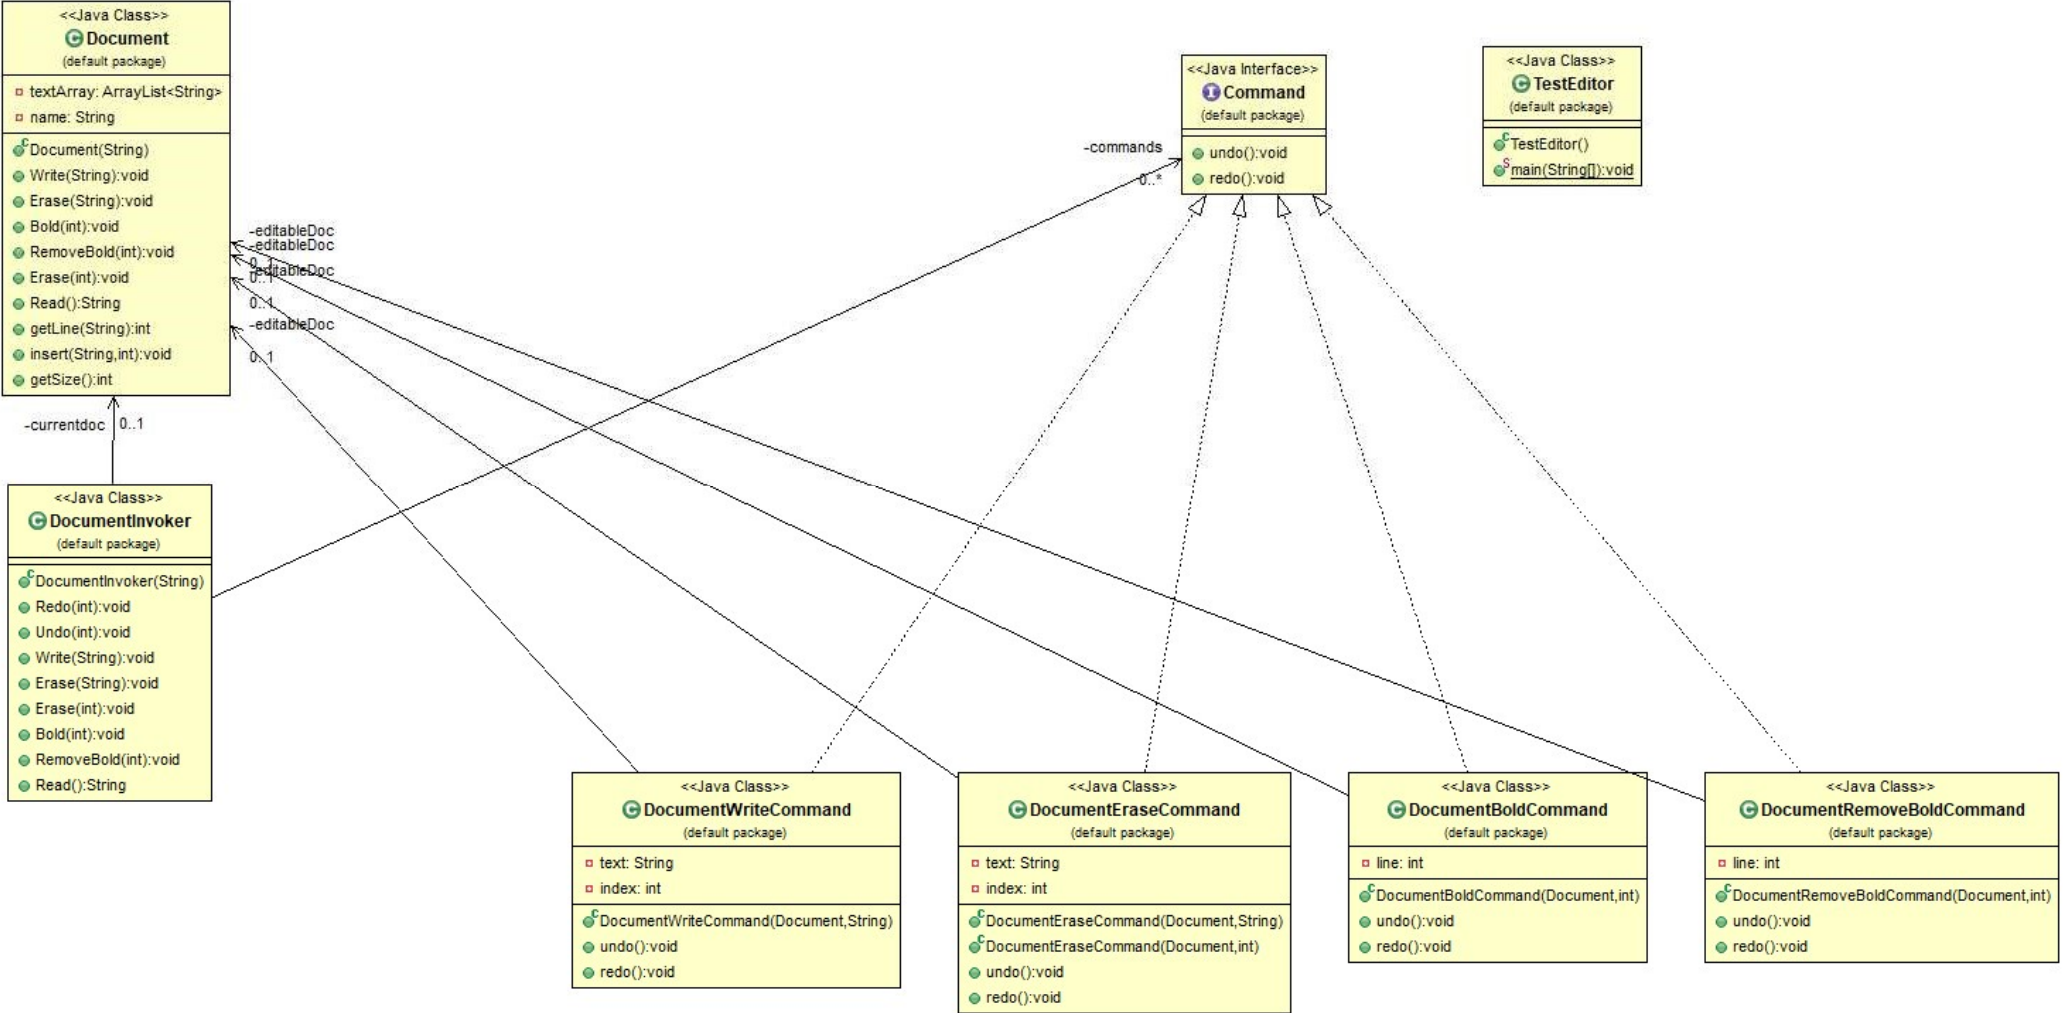 <<Java Class>>
Document
(default package)
textArray: ArrayList<String>
name: String
Document(String)
Write(String):void
Erase(String):void
Bold(int):void
RemoveBold(int):void
Erase(int):void
Read():String
getLine(String):int
insert(String,int):void
getSize():int
-editableDoc
-editableDoc
0..1
-editableDoc
0..1
0..1
-editableDoc
0..1
-currentdoc
0..1
<<Java Class>>
DocumentInvoker
(default package)
DocumentInvoker(String)
Redo(int):void
Undo(int):void
Write(String):void
Erase(String):void
Erase(int):void
Bold(int):void
RemoveBold(int):void
Read():String
-commands
0..*
<<Java Interface>>
Command
(default package)
undo():void
redo():void
<<Java Class>>
TestEditor
(default package)
TestEditor()
main(String[]):void
<<Java Class>>
DocumentWriteCommand
(default package)
text: String
index: int
DocumentWriteCommand(Document,String)
undo():void
redo():void
<<Java Class>>
DocumentEraseCommand
(default package)
text: String
index: int
DocumentEraseCommand(Document,String)
DocumentEraseCommand(Document,int)
undo():void
redo():void
<<Java Class>>
DocumentBoldCommand
(default package)
line: int
DocumentBoldCommand(Document,int)
undo():void
redo():void
<<Java Class>>
DocumentRemoveBoldCommand
(default package)
line: int
DocumentRemoveBoldCommand(Document,int)
undo():void
redo():void